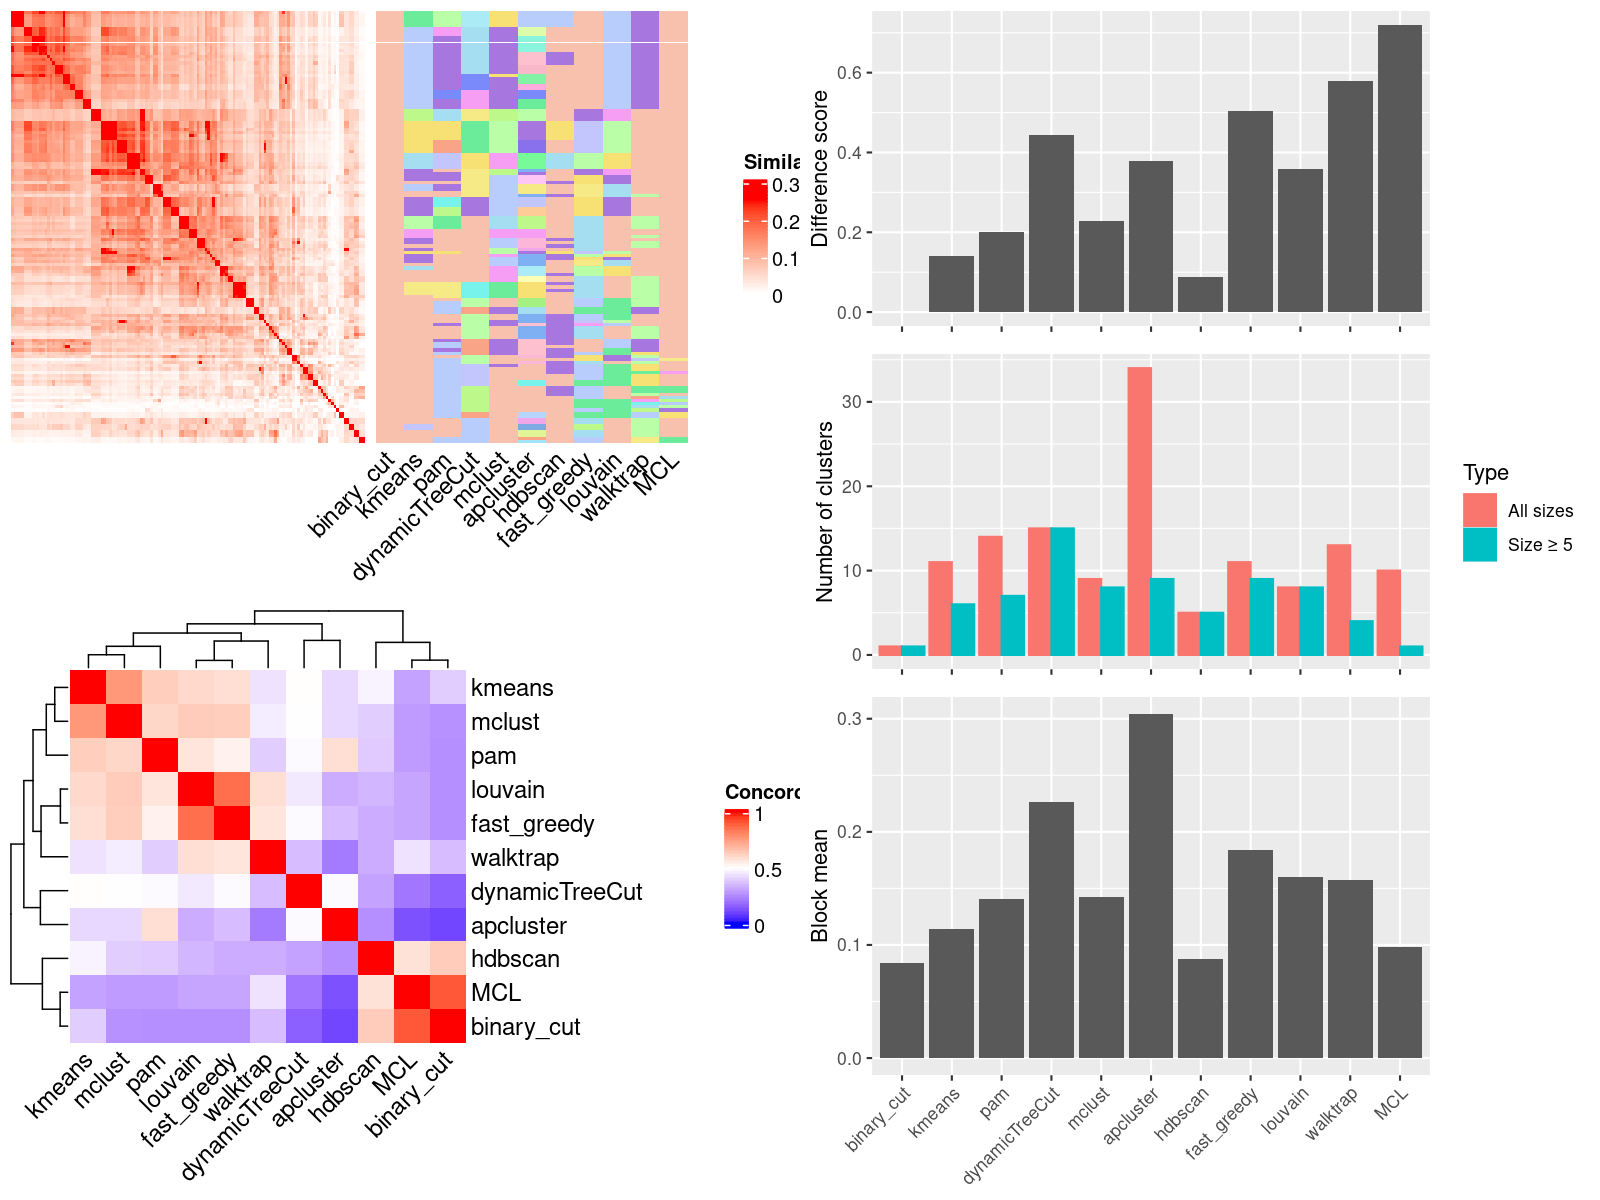 Simila
0.3
0.2
0.1
0
binary_cut
kmeans
pam
dynamicTreeCut
mclust
apcluster
hdbscan
fast_greedy
louvain
walktrap
MCL
kmeans
mclust
pam
louvain
fast_greedy
walktrap
dynamicTreeCut
apcluster
hdbscan
MCL
binary_cut
kmeans
mclust
pam
louvain
fast_greedy
walktrap
dynamicTreeCut
apcluster
hdbscan
MCL
binary_cut
Concord
1
0.5
0
Difference score
0.6
0.4
0.2
0.0
Number of clusters
30
20
10
0
Type
All sizes
Size ≥ 5
Block mean
0.3
0.2
0.1
0.0
binary_cut
kmeans
pam
dynamicTreeCut
mclust
apcluster
hdbscan
fast_greedy
louvain
walktrap
MCL